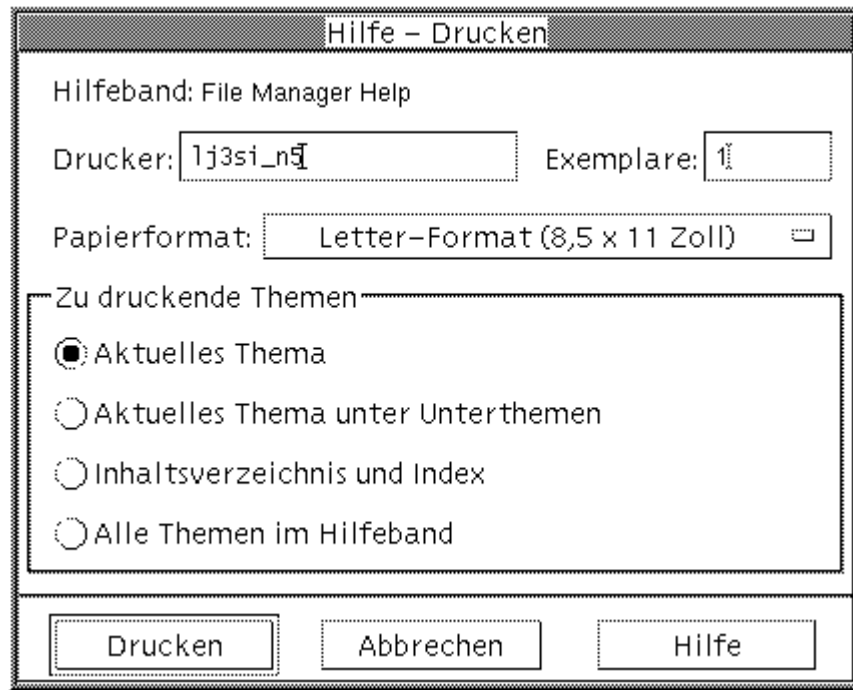 Hilfe – Drucken
Hilfeband: File Manager Help
Drucker: lj3si_n5 Exemplare: 1
Papierformat: Letter–Format (8,5 x 11 Zoll)
Zu druckende Themen
Aktuelles Thema
Aktuelles Thema unter Unterthemen
Inhaltsverzeichnis und Index
Alle Themen im Hilfeband
Drucken Abbrechen Hilfe